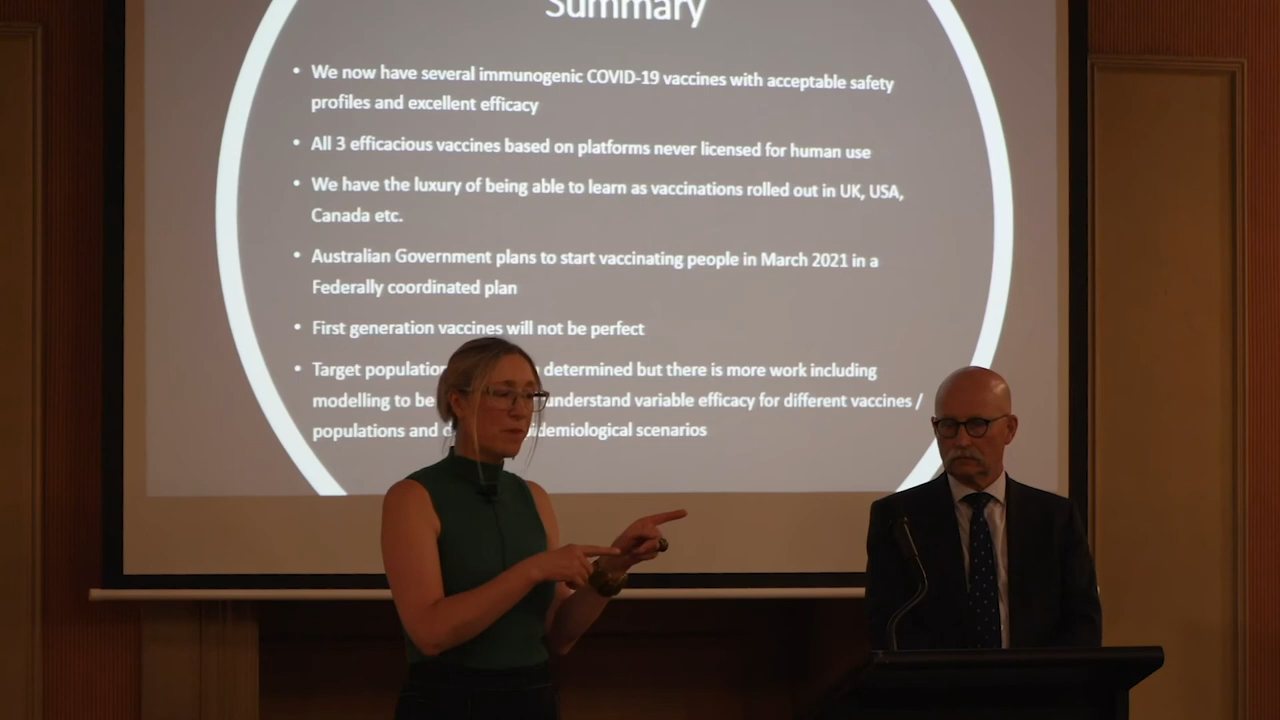 Summary
• We now have several immunogenic COVID-19 vaccines with acceptable safety
profiles and excellent efficacy
• All 3 efficacious vaccines based on platforms never licensed for human use
• We have the luxury of being able to learn as vaccinations rolled out in UK, USA,
Canada etc.
• Australian Government plans to start vaccinating people in March 2021 in a
Federally coordinated plan
• First generation vaccines will not be perfect
• Target determined but there is more work including
modelling to be understand variable efficacy for different vaccines /
populations and scenarios